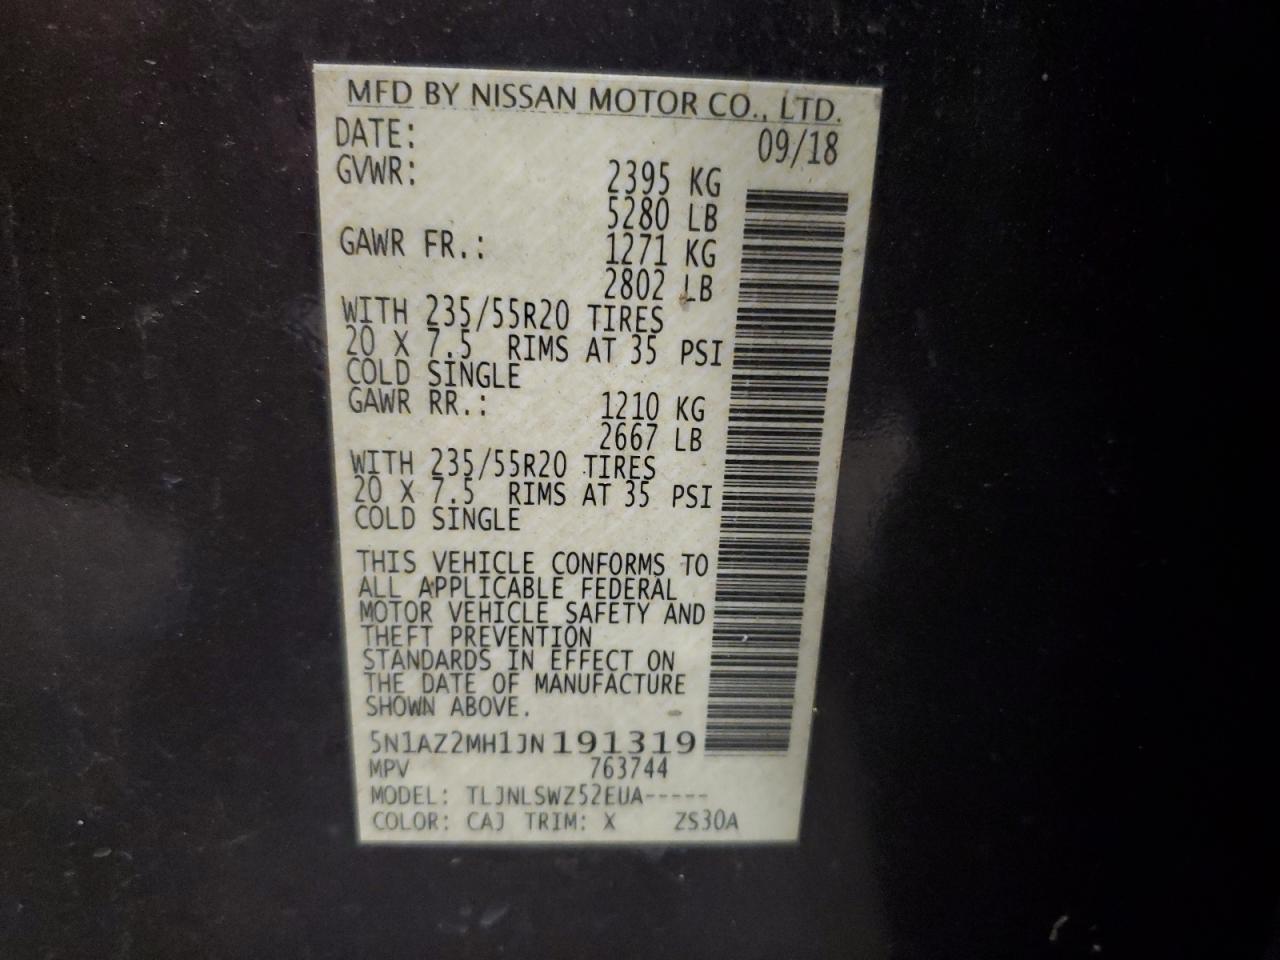 MFD BY NISSAN MOTOR CO., LTD.
DATE: 09/18
GVWR: 2395 KG
5280 LB
GAWR FR.: 1271 KG
2802 LB
WITH 235/55R20 TIRES
20 X 7.5 RIMS AT 35 PSI
COLD SINGLE
GAWR RR.: 1210 KG
2667 LB
WITH 235/55R20 TIRES
20 X 7.5 RIMS AT 35 PSI
COLD SINGLE
THIS VEHICLE CONFORMS TO
ALL APPLICABLE FEDERAL
MOTOR VEHICLE SAFETY AND
THEFT PREVENTION
STANDARDS IN EFFECT ON
THE DATE OF MANUFACTURE
SHOWN ABOVE.
5N1AZ2MH1JN191319
MPV 763744
MODEL: TLJNLSWZ52EUA-----
COLOR: CAJ TRIM: X ZS30A